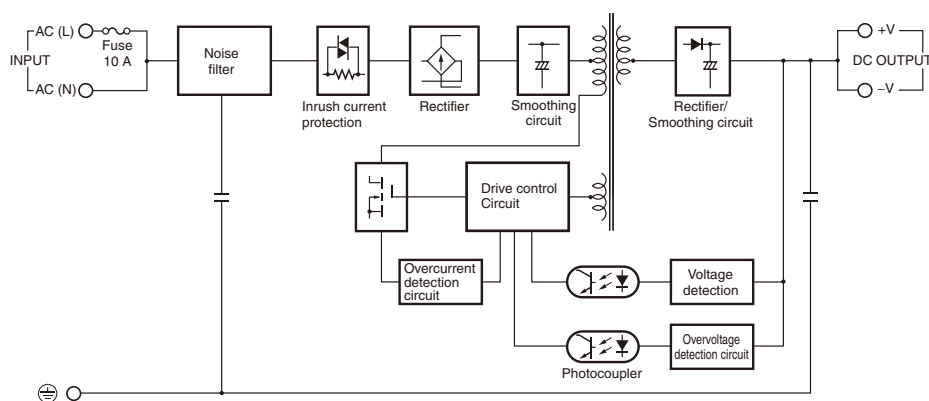 AC (L)
Fuse
10 A
INPUT
AC (N)
Noise
filter
Inrush current
protection
Rectifier
Smoothing
circuit
Rectifier/
Smoothing circuit
+V
DC OUTPUT
–V
Drive control
Circuit
Overcurrent
detection
circuit
Voltage
detection
Overvoltage
detection circuit
Photocoupler